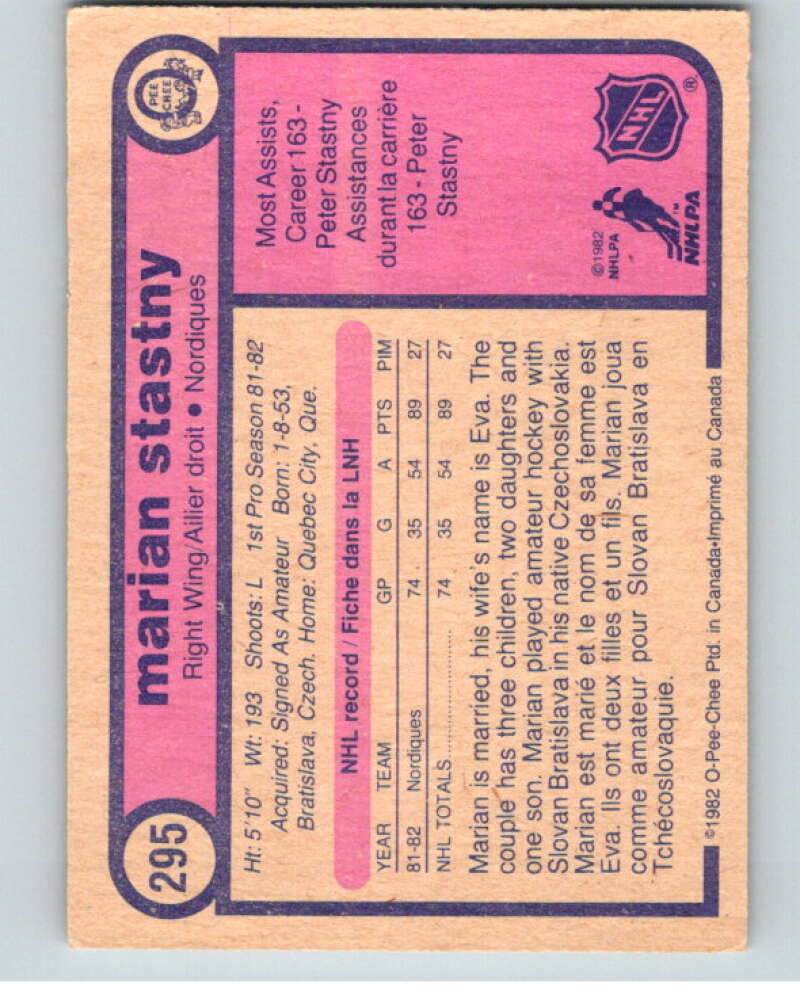 295
marian stastny
Right Wing/Ailier droit • Nordiques
O
PEE
CHEE
Ht: 5'10" Wt: 193 Shoots: L 1st Pro Season 81-82
Acquired: Signed As Amateur Born: 1-8-53,
Bratislava, Czech. Home: Quebec City, Que.
NHL record / Fiche dans la LNH
YEAR TEAM GP G A PTS PIM
81-82 Nordiques 74 35 54 89 27
NHL TOTALS 74 35 54 89 27
Marian is married, his wife's name is Eva. The
couple has three children, two daughters and
one son. Marian played amateur hockey with
Slovan Bratislava in his native Czechoslovakia.
Marian est marié et le nom de sa femme est
Eva. Ils ont deux filles et un fils. Marian joua
comme amateur pour Slovan Bratislava en
Tchécoslovaquie.
Most Assists,
Career 163 -
Peter Stastny
Assistances
durant la carrière
163 - Peter
Stastny
©1982
NHLPA
NHLPA
TM
NHL
®
©1982 O-Pee-Chee Ptd. in Canada•Imprimé au Canada